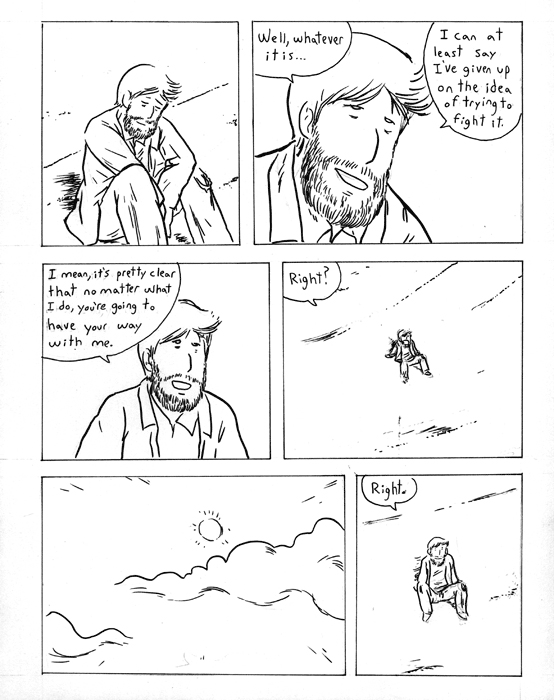 Well, whatever
it is...
I can at
least say
I've given up
on the idea
of trying to
fight it.
I mean, it's pretty clear
that no matter what
I do, you're going to
have your way
with me.
Right?
Right.